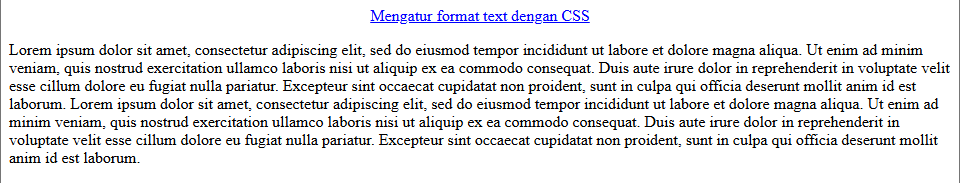 Mengatur format text dengan CSS
Lorem ipsum dolor sit amet, consectetur adipiscing elit, sed do eiusmod tempor incididunt ut labore et dolore magna aliqua. Ut enim ad minim
veniam, quis nostrud exercitation ullamco laboris nisi ut aliquip ex ea commodo consequat. Duis aute irure dolor in reprehenderit in voluptate velit
esse cillum dolore eu fugiat nulla pariatur. Excepteur sint occaecat cupidatat non proident, sunt in culpa qui officia deserunt mollit anim id est
laborum. Lorem ipsum dolor sit amet, consectetur adipiscing elit, sed do eiusmod tempor incididunt ut labore et dolore magna aliqua. Ut enim ad
minim veniam, quis nostrud exercitation ullamco laboris nisi ut aliquip ex ea commodo consequat. Duis aute irure dolor in reprehenderit in
voluptate velit esse cillum dolore eu fugiat nulla pariatur. Excepteur sint occaecat cupidatat non proident, sunt in culpa qui officia deserunt mollit
anim id est laborum.